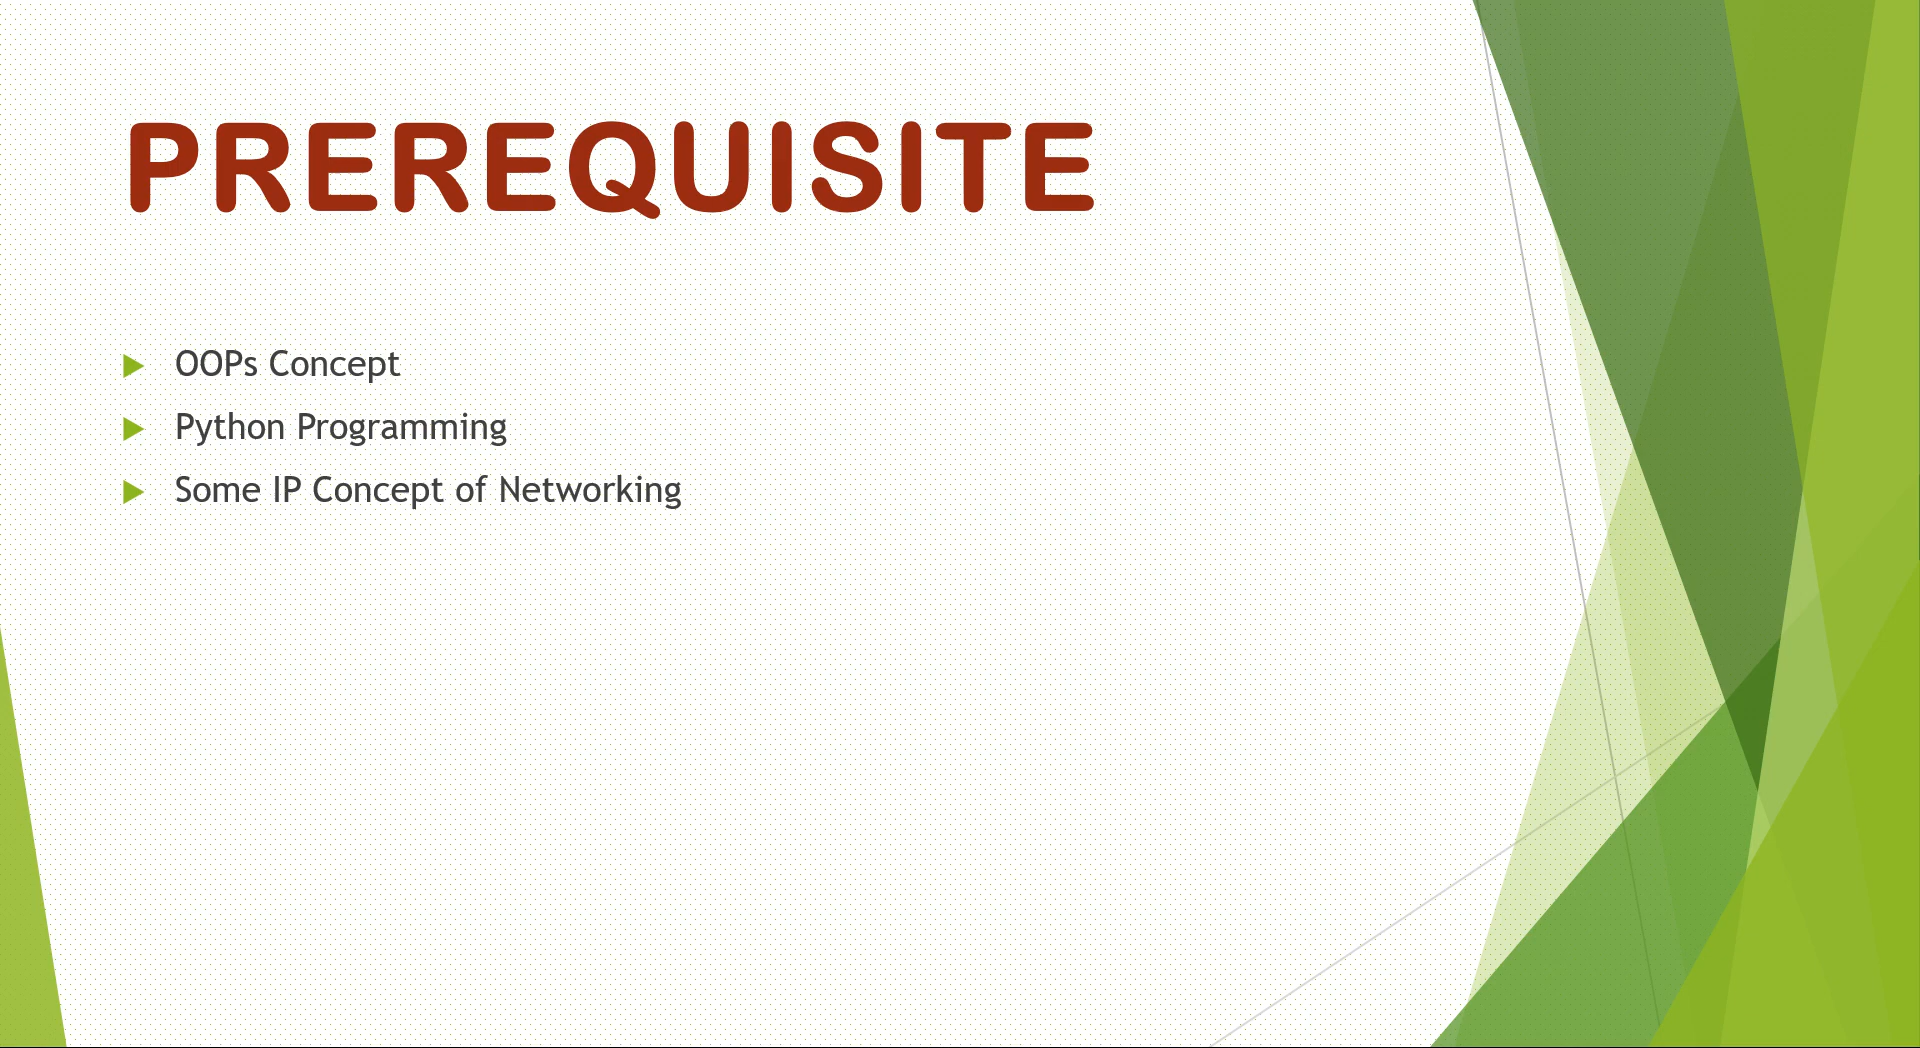 PREREQUISITE
OOPs Concept
Python Programming
Some IP Concept of Networking